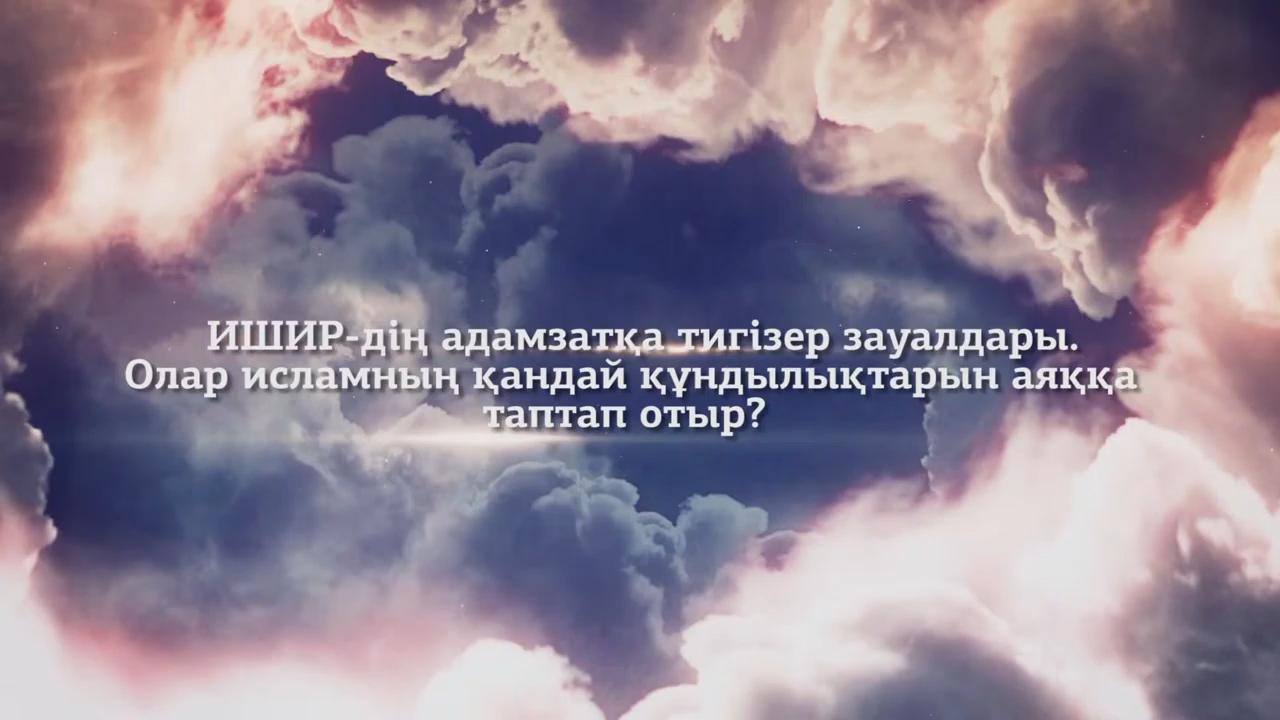 ИШИР-дің адамзатқа тигізер зауалдары.
Олар исламның қандай құндылықтарын аяққа
таптап отыр?